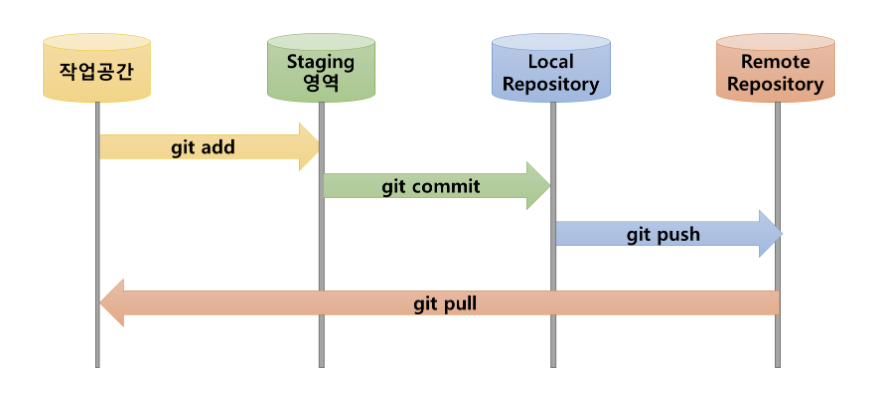 작업공간
Staging
영역
Local
Repository
Remote
Repository
git add
git commit
git push
git pull